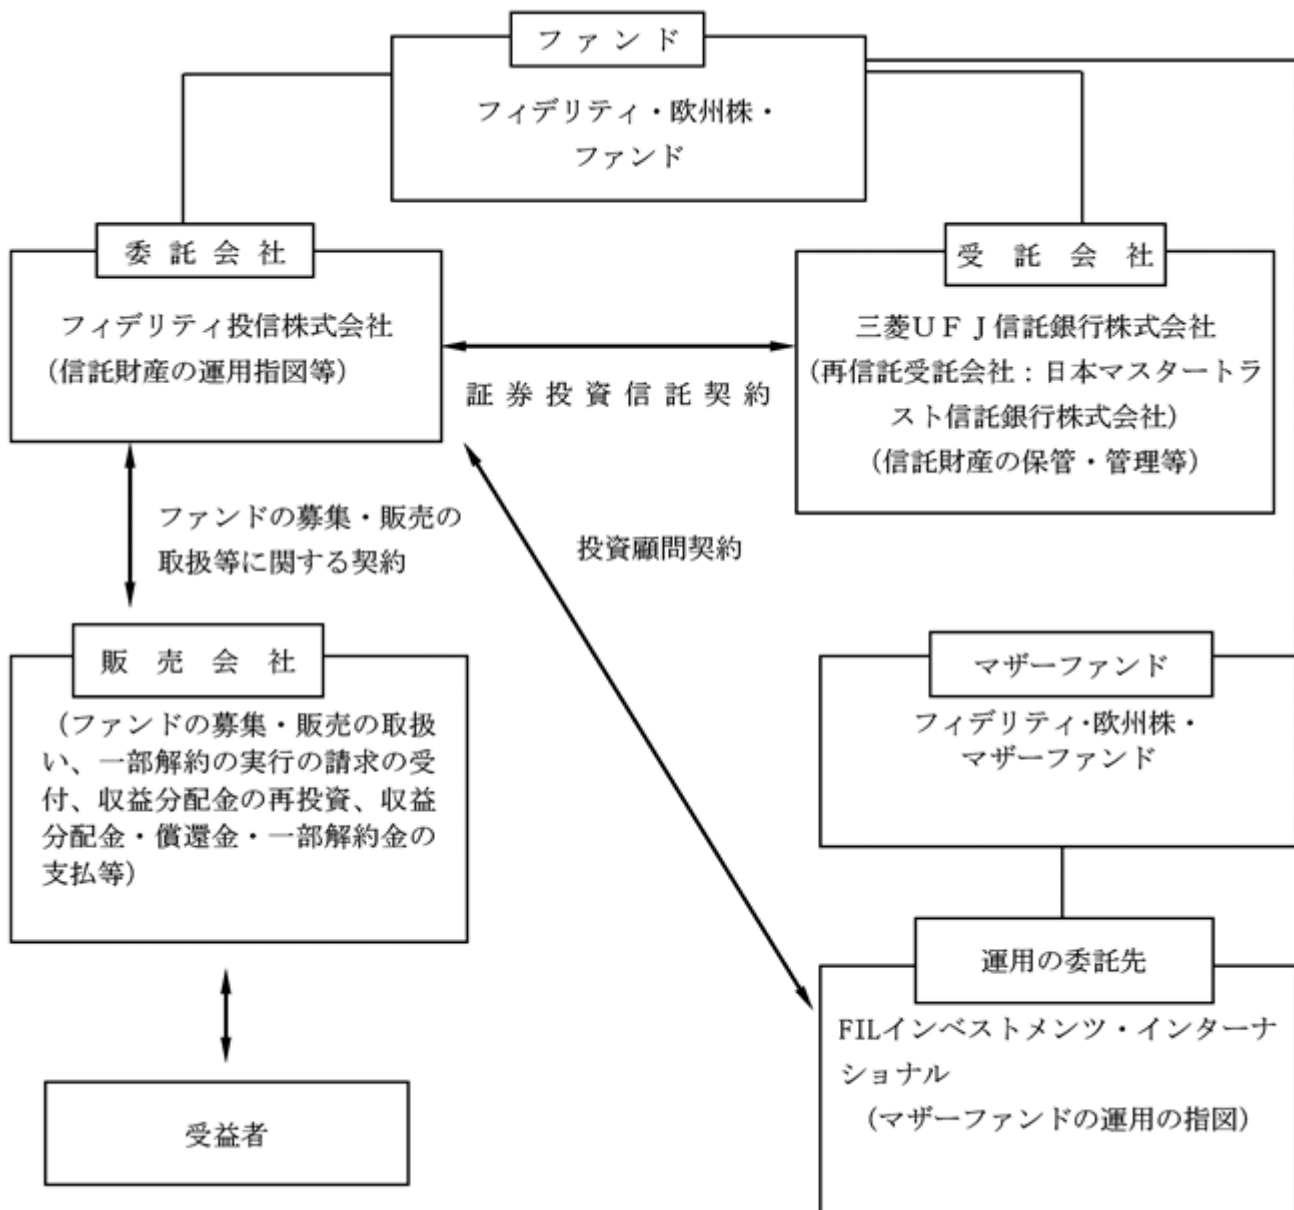 ファンド
フィデリティ・欧州株・
ファンド
委託会社
フィデリティ投信株式会社
（信託財産の運用指図等）
証券投資信託契約
受託会社
三菱ＵＦＪ信託銀行株式会社
（再信託受託会社：日本マスタートラ
スト信託銀行株式会社）
（信託財産の保管・管理等）
ファンドの募集・販売の
取扱等に関する契約
投資顧問契約
販売会社
（ファンドの募集・販売の取扱
い、一部解約の実行の請求の受
付、収益分配金の再投資、収益
分配金・償還金・一部解約金の
支払等）
マザーファンド
フィデリティ・欧州株・
マザーファンド
運用の委託先
FILインベストメンツ・インターナ
ショナル
（マザーファンドの運用の指図）
受益者